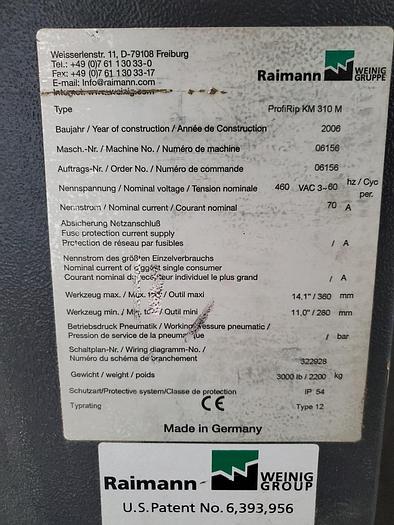 Weisserlenstr. 11, D-79108 Freiburg
Tel.: +49 (0)7 61 1 30 33-0
Fax: +49 (0)7 61 1 30 33-17
E-mail: Info@raimann.com
Internet: www.weinig.com
Raimann WEINIG GRUPPE
Type ProfiRip KM 310 M
Baujahr / Year of construction / Année de Construction 2006
Masch.-Nr. / Machine No. / Numéro de machine 06156
Auftrags-Nr. / Order No. / Numéro de commande 06156
Nennspannung / Nominal voltage / Tension nominale 460 VAC 3~60 hz / Cyc per.
Nennstrom / Nominal current / Courant nominal 70 A
Absicherung Netzanschluß
Fuse protection current supply
Protection de réseau par fusibles / A
Nennstrom des größten Einzelverbrauchs
Nominal current of biggest single consumer
Courant nominal du récepteur individuel le plus grand / A
Werkzeug max. / Max. tool / Outil maxi 14,1"/ 360 mm
Werkzeug min. / Min. tool / Outil mini 11,0"/ 280 mm
Betriebsdruck Pneumatik / Working pressure pneumatic /
Pression de service de la pneumatique / bar
Schaltplan-Nr. / Wiring diagramm-No. /
Numéro du schéma de branchement 322928
Gewicht / weight / poids 3000 lb / 2200 kg
Schutzart/Protective system/Classe de protection IP 54
Typrating CE Type 12
Made in Germany
Raimann WEINIG GROUP
U.S. Patent No. 6,393,956